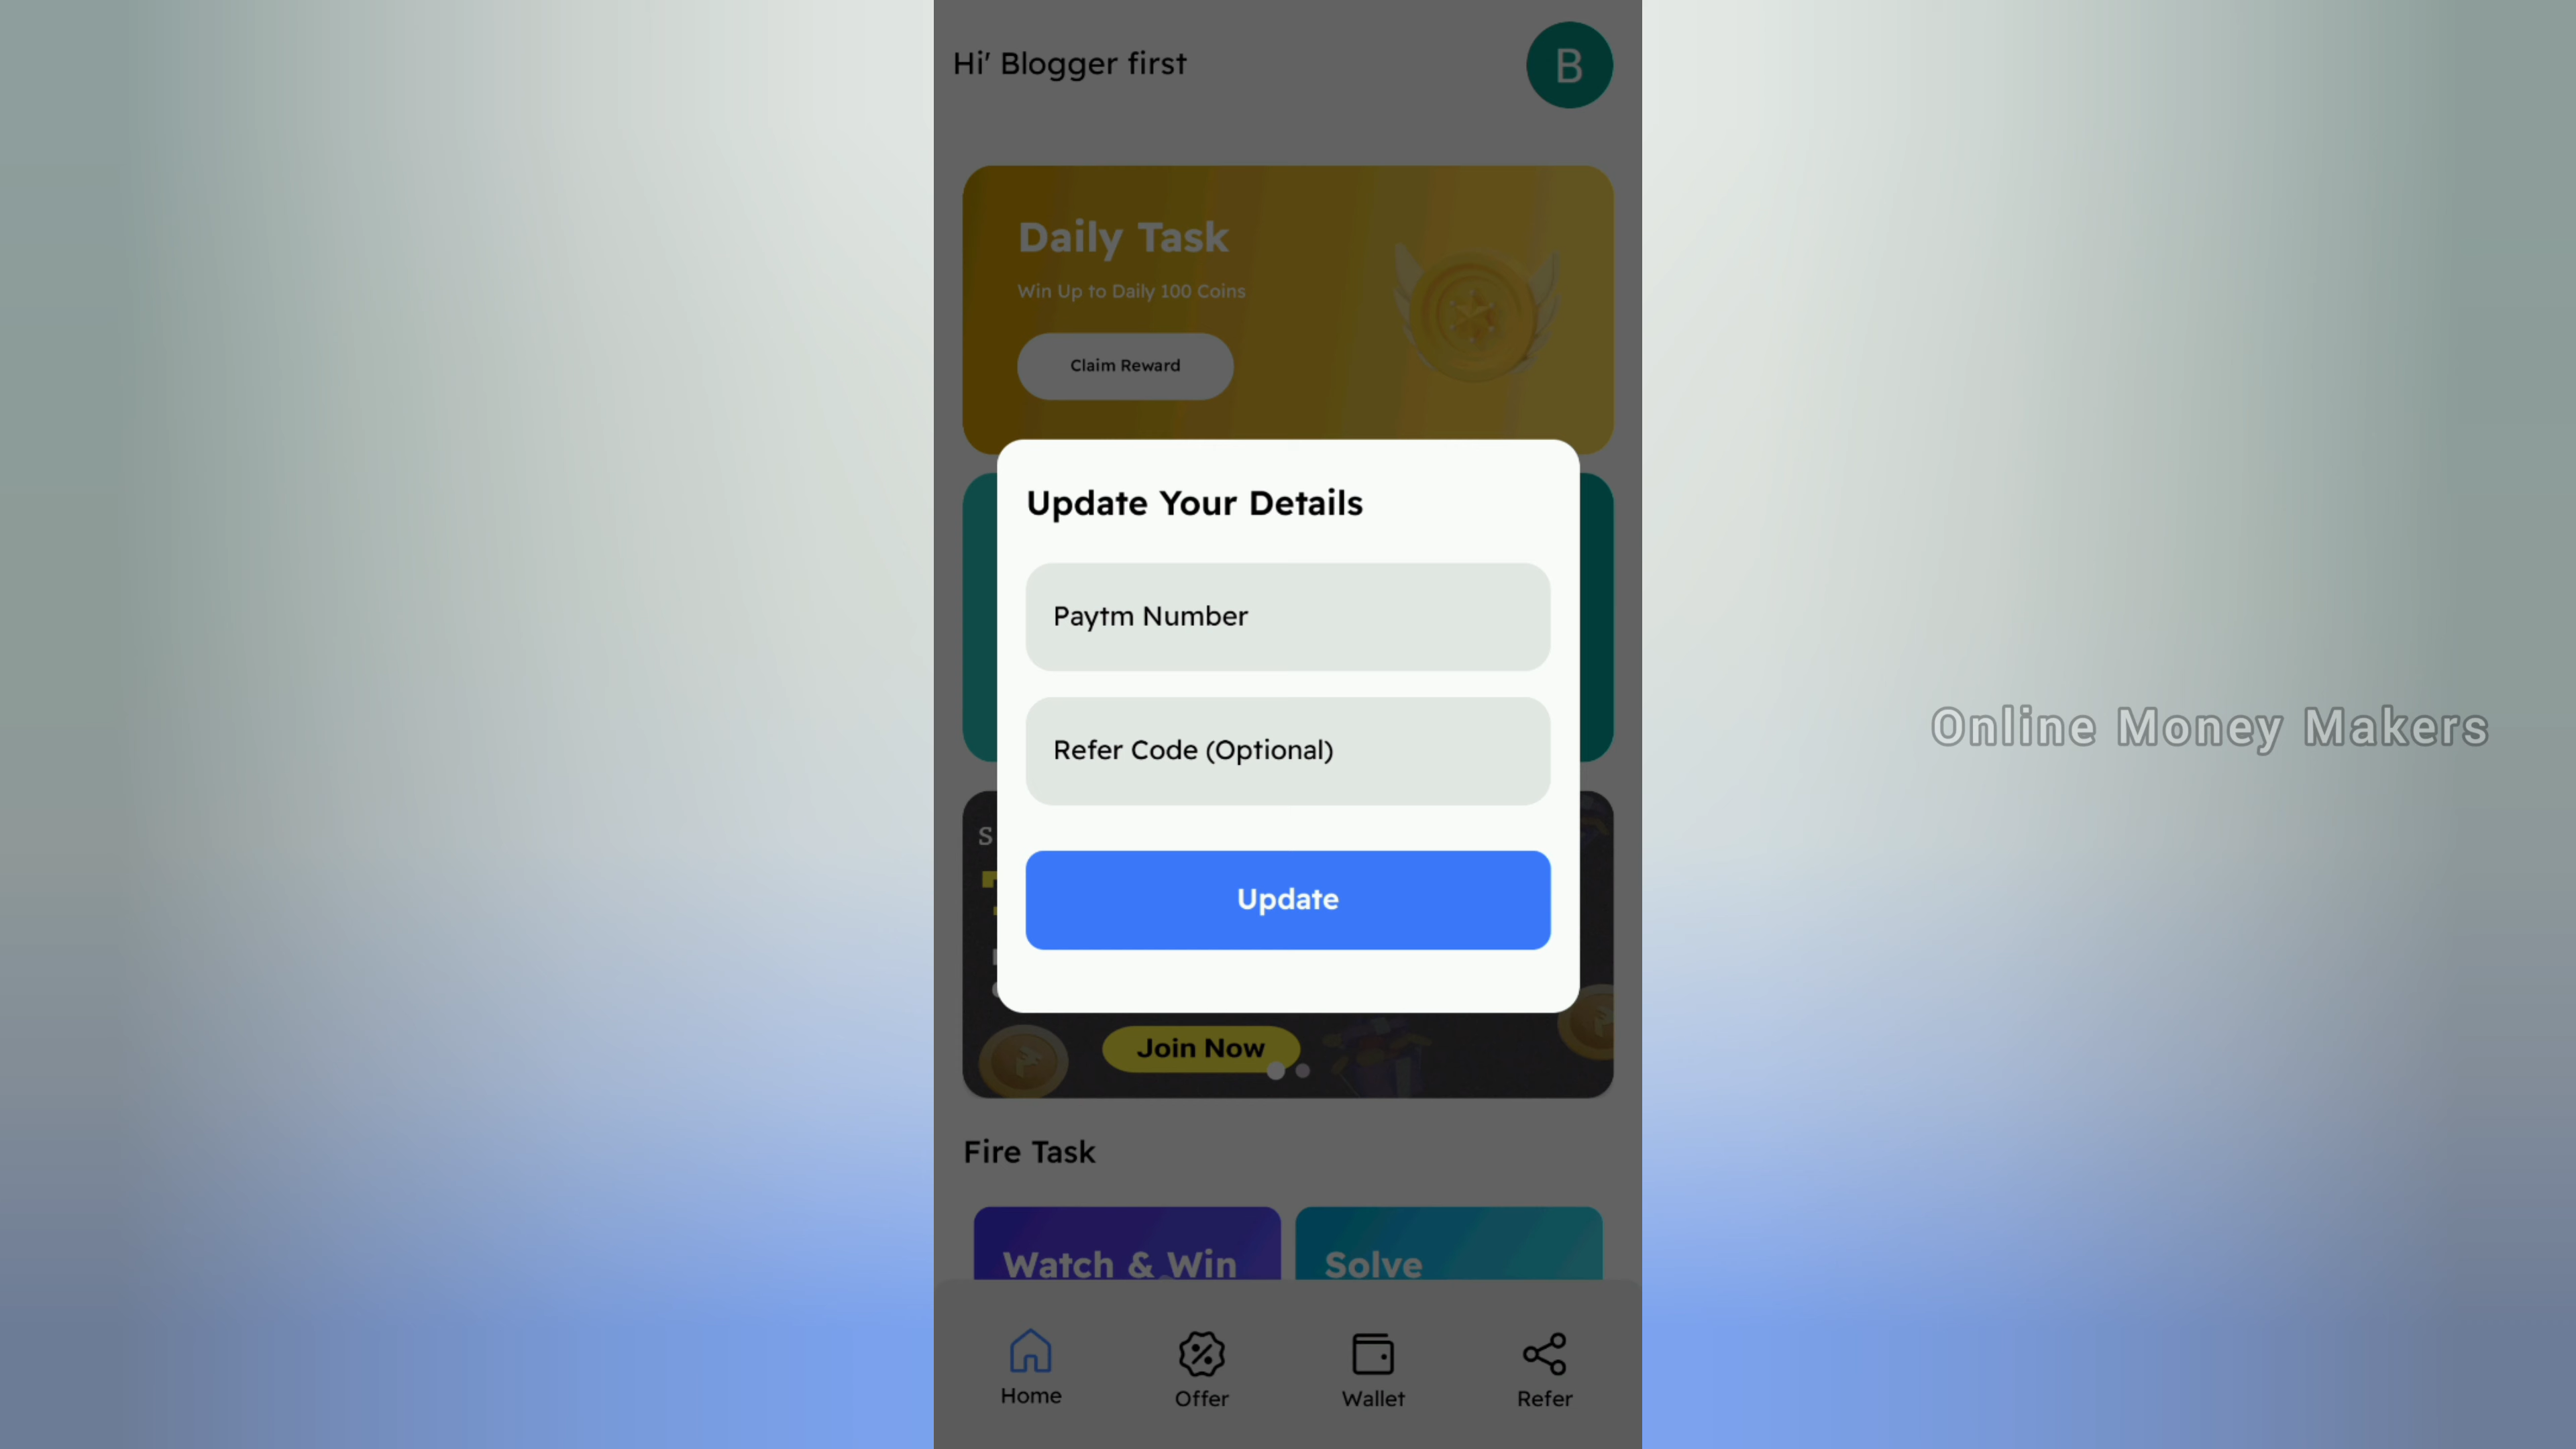 Hi' Blogger first
B
Daily Task
Win Up to Daily 100 Coins
Claim Reward
Update Your Details
Paytm Number
Refer Code (Optional)
Update
S
Join Now
Fire Task
Watch & Win
Solve
Home
Offer
Wallet
Refer
Online Money Makers